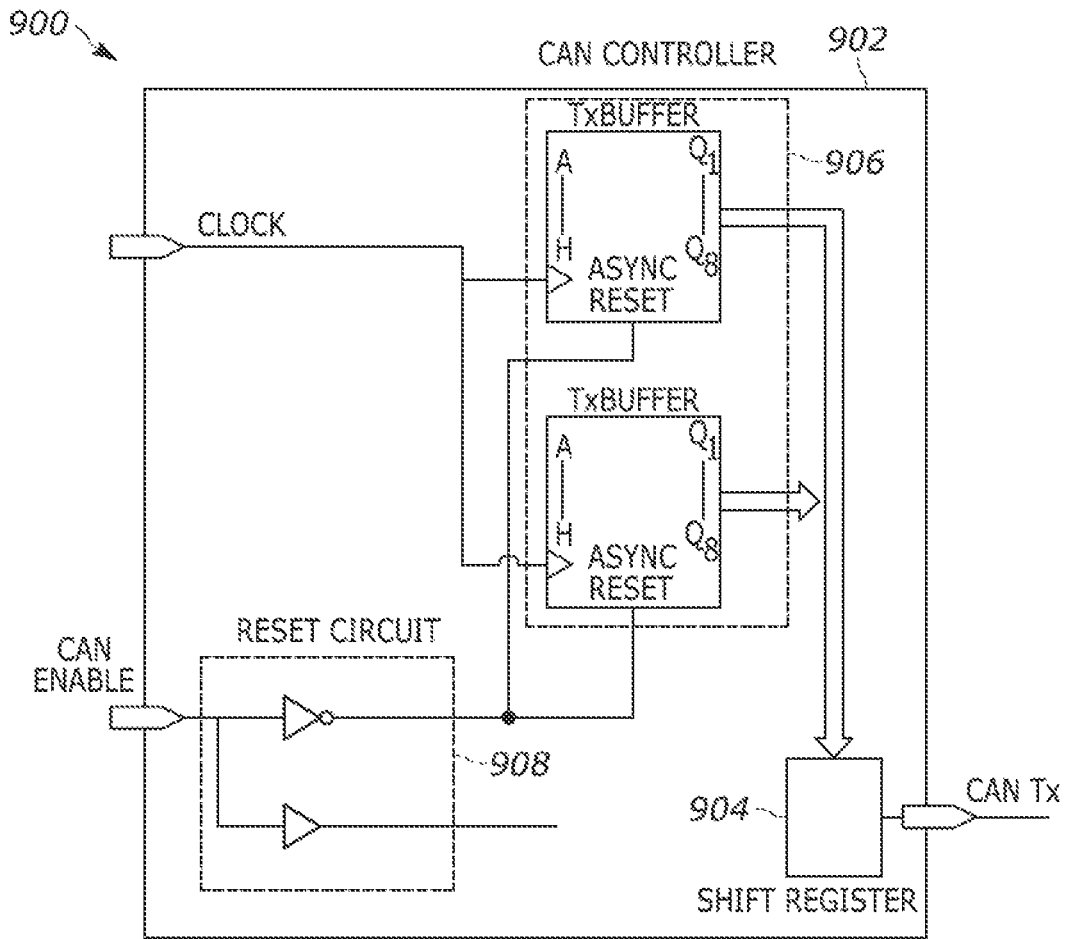 900
CAN CONTROLLER
902
TxBUFFER
A
Q1
906
CLOCK
H
Q8
ASYNC
RESET
TxBUFFER
A
Q1
H
Q8
ASYNC
RESET
RESET CIRCUIT
CAN
ENABLE
908
904
CAN Tx
SHIFT REGISTER